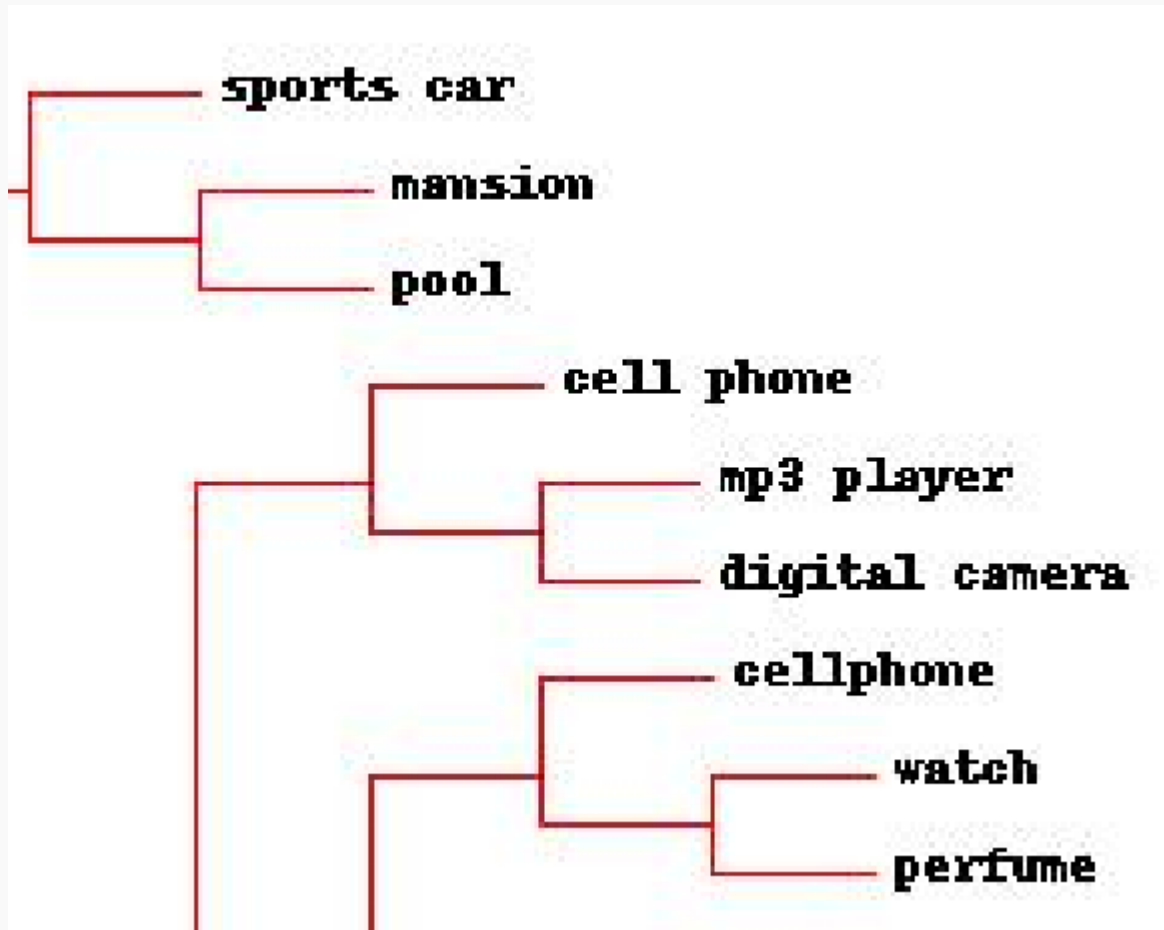 sports car
mansion
pool
cell phone
mp3 player
digital camera
cellphone
watch
perfume